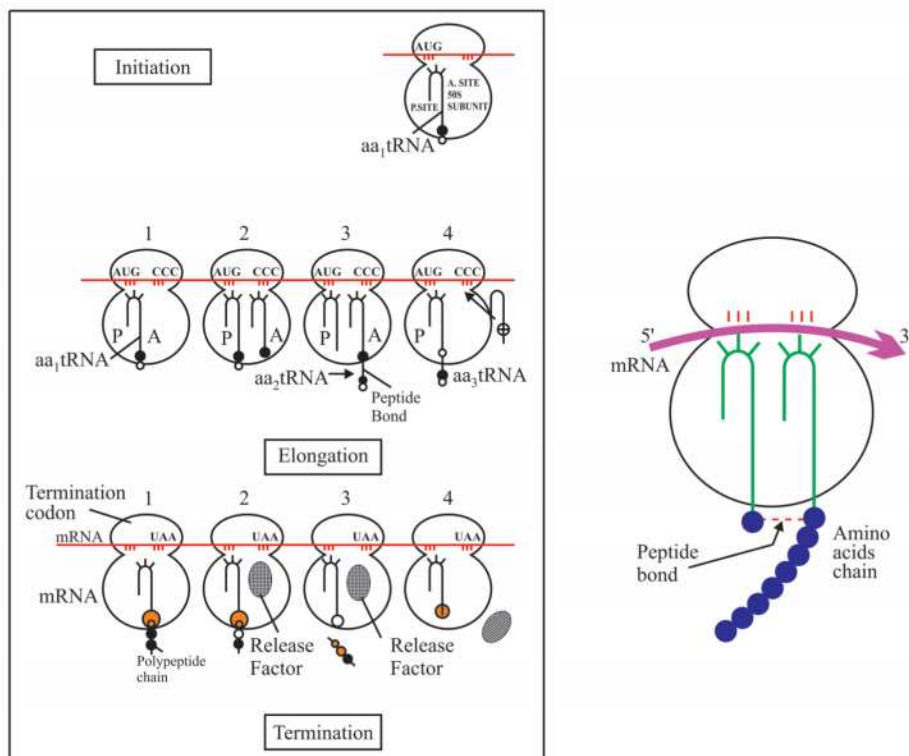 Initiation
AUG
P.SITE
A. SITE
50S
SUBUNIT
aa₁tRNA
1 2 3 4
AUG CCC AUG CCC AUG CCC AUG CCC
P A P A P A P
aa₁tRNA
aa₂tRNA
Peptide
Bond
aa₃tRNA
Elongation
Termination
codon
1 2 3 4
mRNA
UAA UAA UAA UAA
mRNA
Polypeptide
chain
Release
Factor
Release
Factor
Termination
5'
mRNA
3'
Peptide
bond
Amino
acids
chain